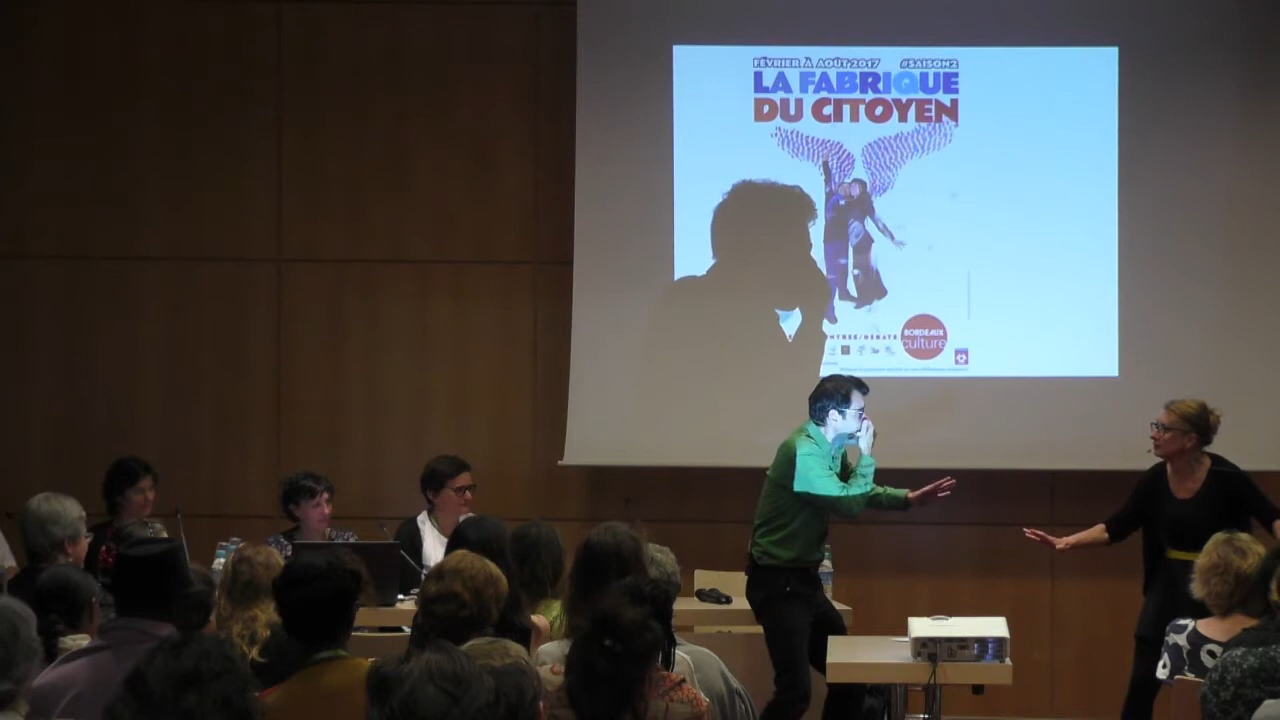 FÉVRIER À AOÛT 2017 #SAISON2
LA FABRIQUE
DU CITOYEN
BORDEAUX
culture